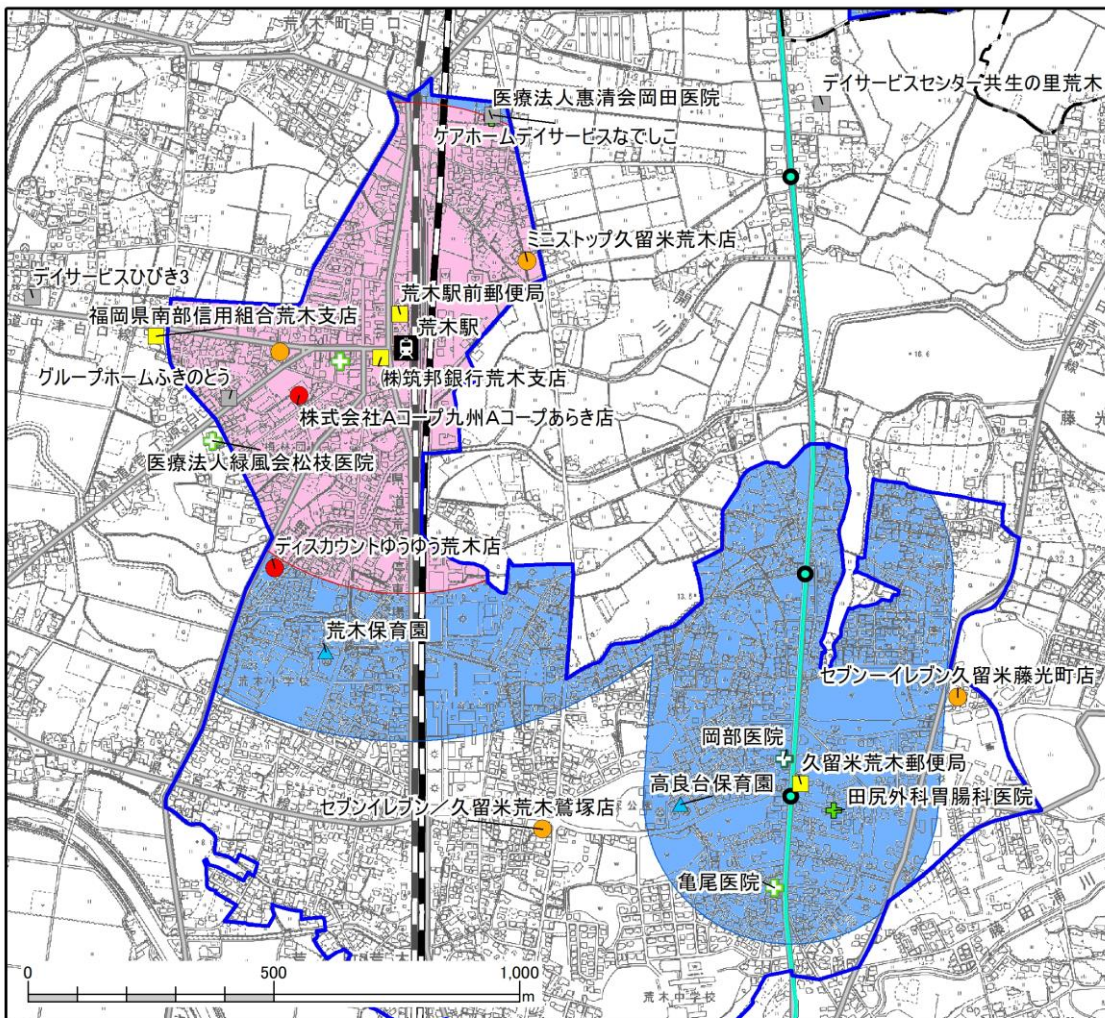 荒木町白口
医療法人恵清会岡田医院
デイサービスセンター共生の里荒木
ケアホームデイサービスなでしこ
ミニストップ久留米荒木店
デイサービスひびき3
荒木駅前郵便局
福岡県南部信用組合荒木支店
荒木駅
グループホームふきのとう
㈱筑邦銀行荒木支店
株式会社Aコープ九州Aコープあらき店
医療法人緑風会松枝医院
藤光
ディスカウントゆうゆう荒木店
荒木保育園
荒木小学校
セブンーイレブン久留米藤光町店
岡部医院
久留米荒木郵便局
高良台保育園
田尻外科胃腸科医院
セブンイレブン／久留米荒木鷲塚店
亀尾医院
荒木中学校
0 500 1,000
m